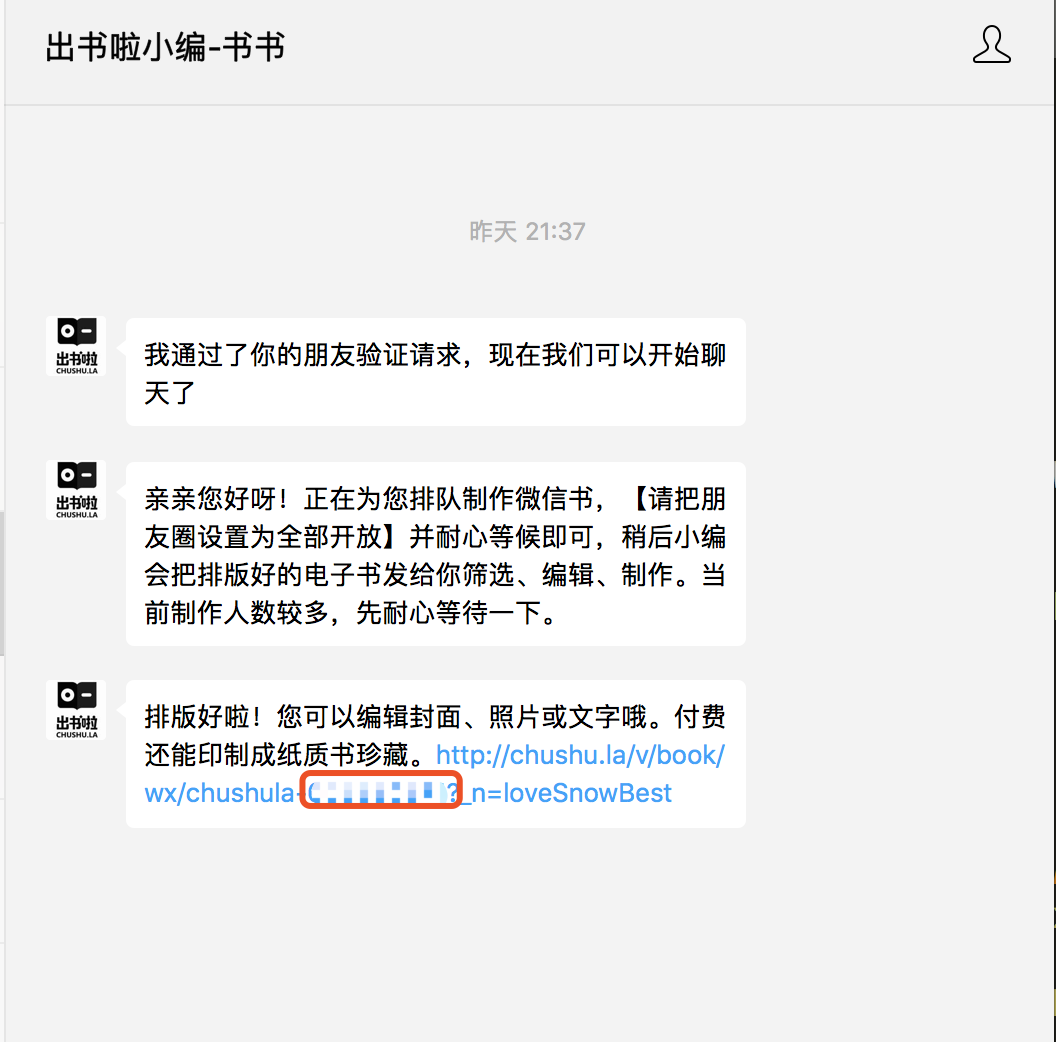 出书啦小编-书书
昨天 21:37
出书啦
CHUSHU.LA
我通过了你的朋友验证请求，现在我们可以开始聊
天了
出书啦
CHUSHU.LA
亲亲您好呀！正在为您排队制作微信书，【请把朋
友圈设置为全部开放】并耐心等候即可，稍后小编
会把排版好的电子书发给你筛选、编辑、制作。当
前制作人数较多，先耐心等待一下。
出书啦
CHUSHU.LA
排版好啦！您可以编辑封面、照片或文字哦。付费
还能印制成纸质书珍藏。http://chushu.la/v/book/
wx/chushula-?_n=loveSnowBest